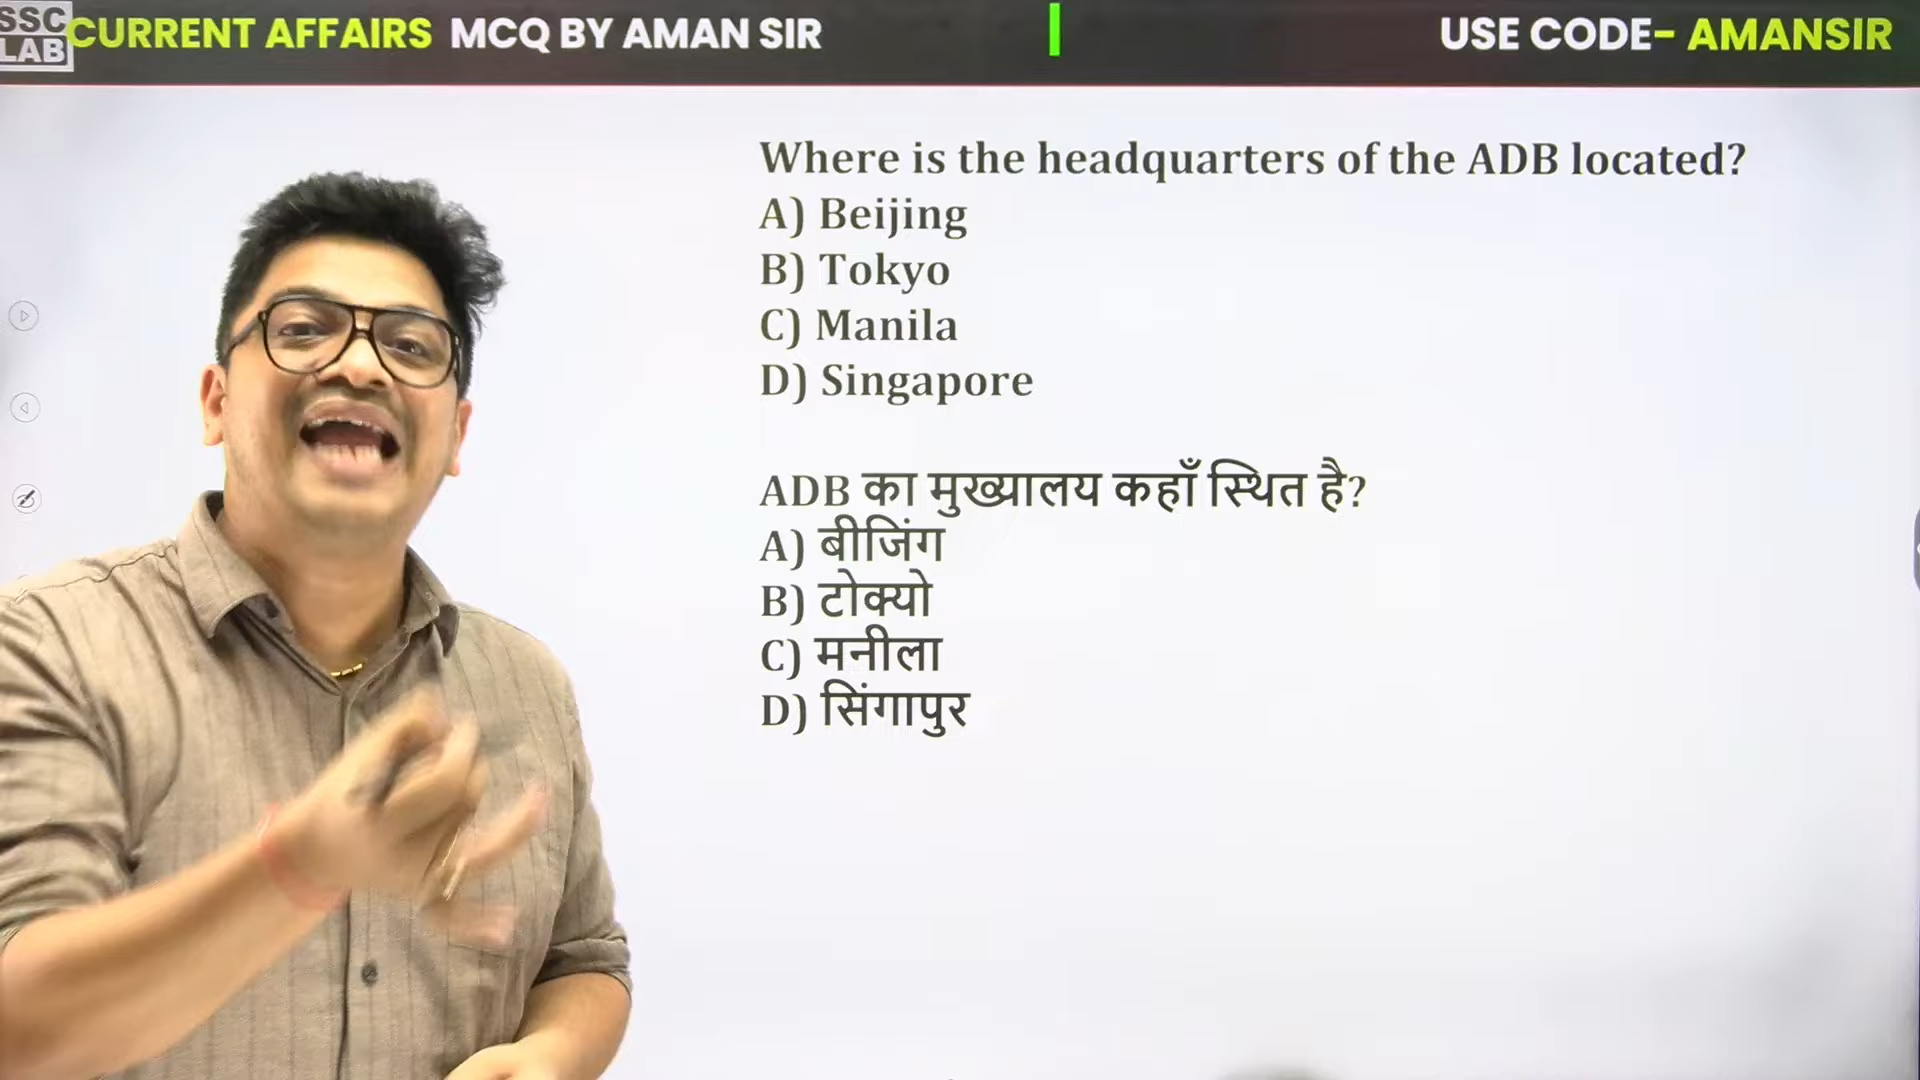 SSC
LAB
CURRENT AFFAIRS MCQ BY AMAN SIR
USE CODE- AMANSIR
Where is the headquarters of the ADB located?
A) Beijing
B) Tokyo
C) Manila
D) Singapore
ADB का मुख्यालय कहाँ स्थित है?
A) बीजिंग
B) टोक्यो
C) मनीला
D) सिंगापुर